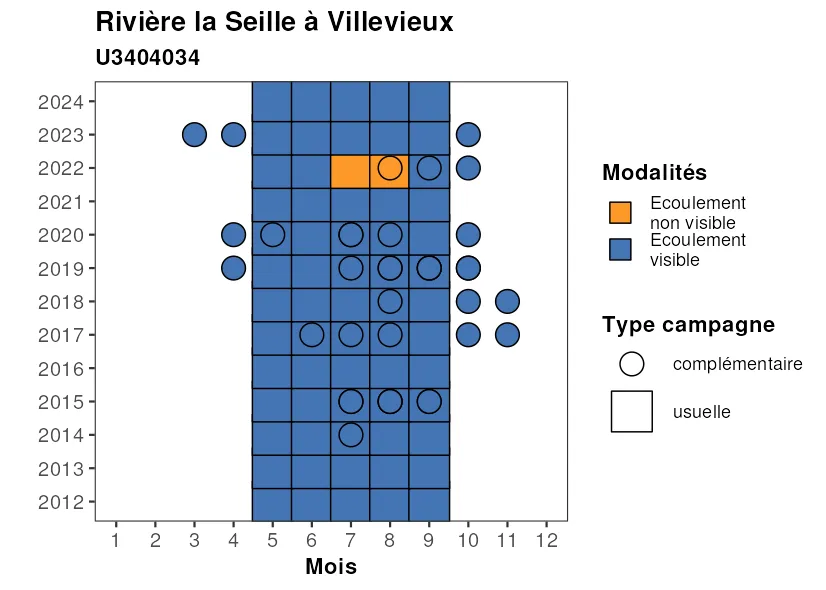 Rivière la Seille à Villevieux
U3404034
2024
2023
2022
2021
2020
2019
2018
2017
2016
2015
2014
2013
2012
1 2 3 4 5 6 7 8 9 10 11 12
Mois
Modalités
Ecoulement
non visible
Ecoulement
visible
Type campagne
complémentaire
usuelle